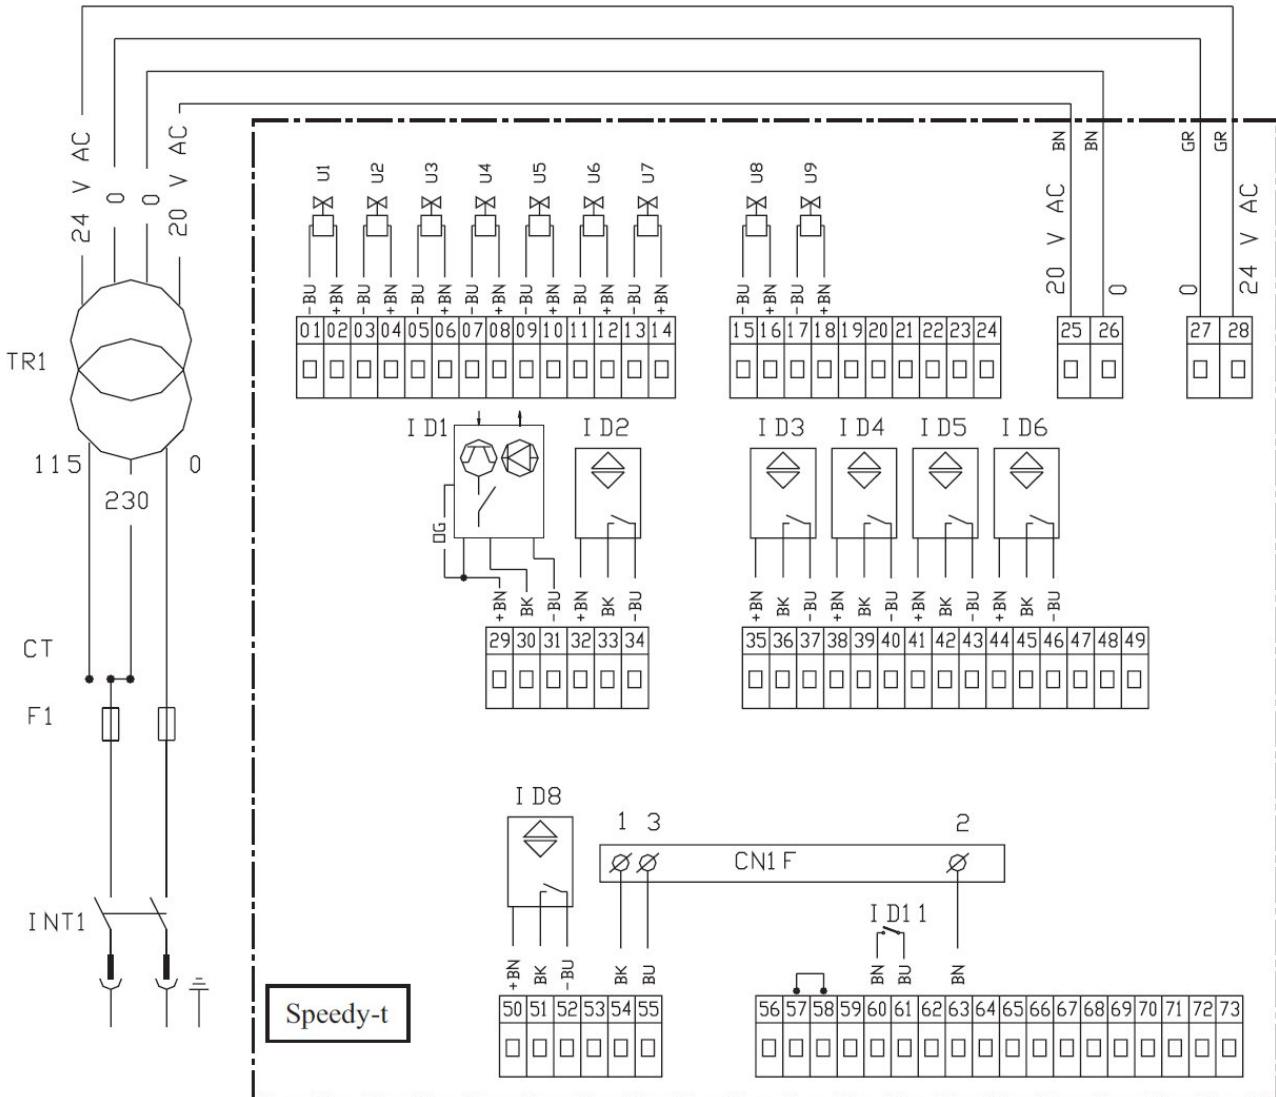 24 V AC
0
0
20 V AC
TR1
115
0
230
CT
F1
INT1
U1 U2 U3 U4 U5 U6 U7
U8 U9
-BU +BN -BU +BN -BU +BN -BU +BN -BU +BN -BU +BN -BU +BN
-BU +BN -BU +BN
01 02 03 04 05 06 07 08 09 10 11 12 13 14
15 16 17 18 19 20 21 22 23 24
BN BN
GR GR
20 V AC
0
0
24 V AC
25 26
27 28
ID1
ID2
ID3 ID4 ID5 ID6
OG
+BN BK -BU +BN BK -BU
+BN BK -BU +BN BK -BU +BN BK -BU +BN BK -BU
29 30 31 32 33 34
35 36 37 38 39 40 41 42 43 44 45 46 47 48 49
ID8
1 3 2
CN1F
ID11
+BN BK -BU BK BU
BN BU BN
50 51 52 53 54 55
56 57 58 59 60 61 62 63 64 65 66 67 68 69 70 71 72 73
Speedy-t